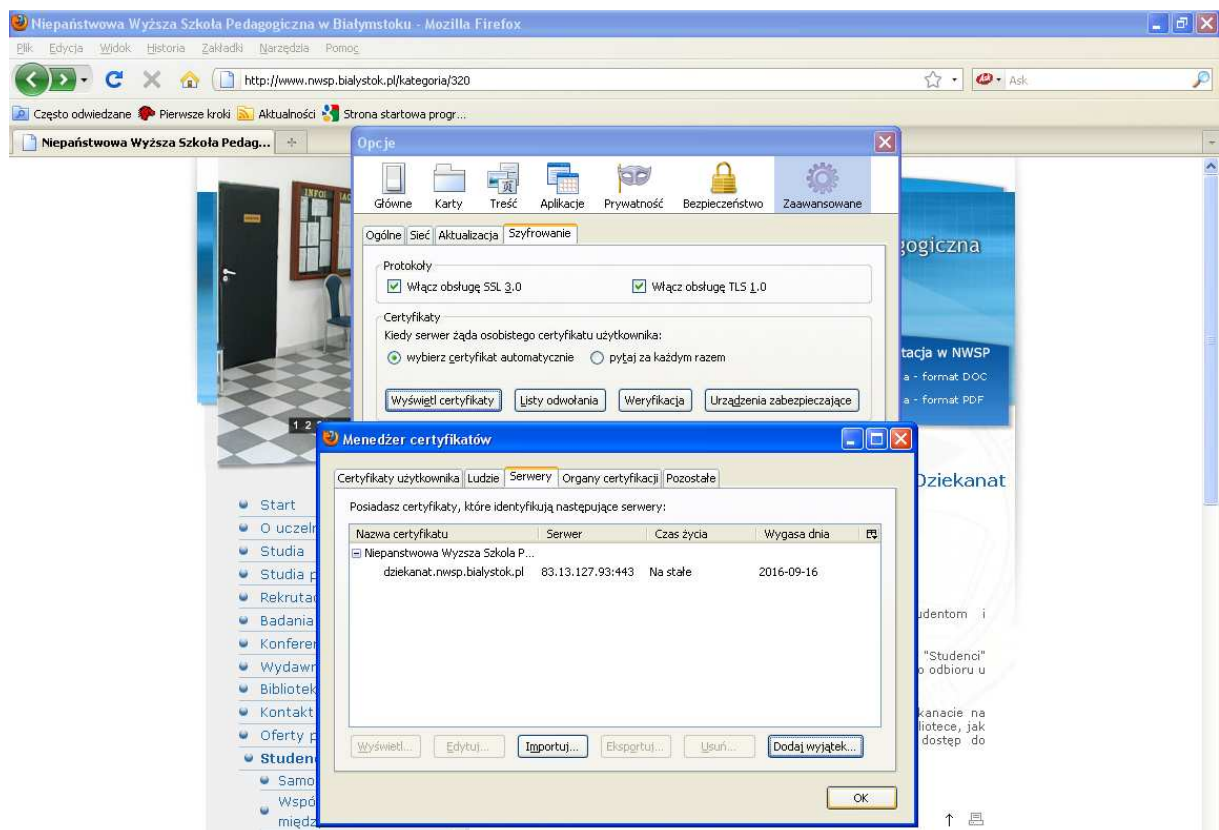 Niepaństwowa Wyższa Szkoła Pedagogiczna w Białymstoku - Mozilla Firefox
Plik Edycja Widok Historia Zakładki Narzędzia Pomoc
http://www.nwsp.bialystok.pl/kategoria/320
Ask
Często odwiedzane Pierwsze kroki Aktualności Strona startowa progr...
Niepaństwowa Wyższa Szkoła Pedag...
Opcje
Główne Karty Treść Aplikacje Prywatność Bezpieczeństwo Zaawansowane
Ogólne Sieć Aktualizacja Szyfrowanie
Protokoły
Włącz obsługę SSL 3.0 Włącz obsługę TLS 1.0
Certyfikaty
Kiedy serwer żąda osobistego certyfikatu użytkownika:
wybierz certyfikat automatycznie pytaj za każdym razem
Wyświetl certyfikaty Listy odwołania Weryfikacja Urządzenia zabezpieczające
gogiczna
tacja w NWSP
a - format DOC
a - format PDF
1 2
Menedżer certyfikatów
Certyfikaty użytkownika Ludzie Serwery Organy certyfikacji Pozostałe
Posiadasz certyfikaty, które identyfikują następujące serwery:
Nazwa certyfikatu Serwer Czas życia Wygasa dnia
Niepanstwowa Wyzsza Szkola P...
dziekanat.nwsp.bialystok.pl 83.13.127.93:443 Na stałe 2016-09-16
Wyświetl... Edytuj... Importuj... Eksportuj... Usuń... Dodaj wyjątek...
OK
Start
O uczeln
Studia
Studia p
Rekrutac
Badania
Konferen
Wydawn
Bibliotek
Kontakt
Oferty p
Studen
Samo
Wspó
międz
Dziekanat
udentom i
"Studenci"
o odbioru u
kanacie na
liotece, jak
dostęp do